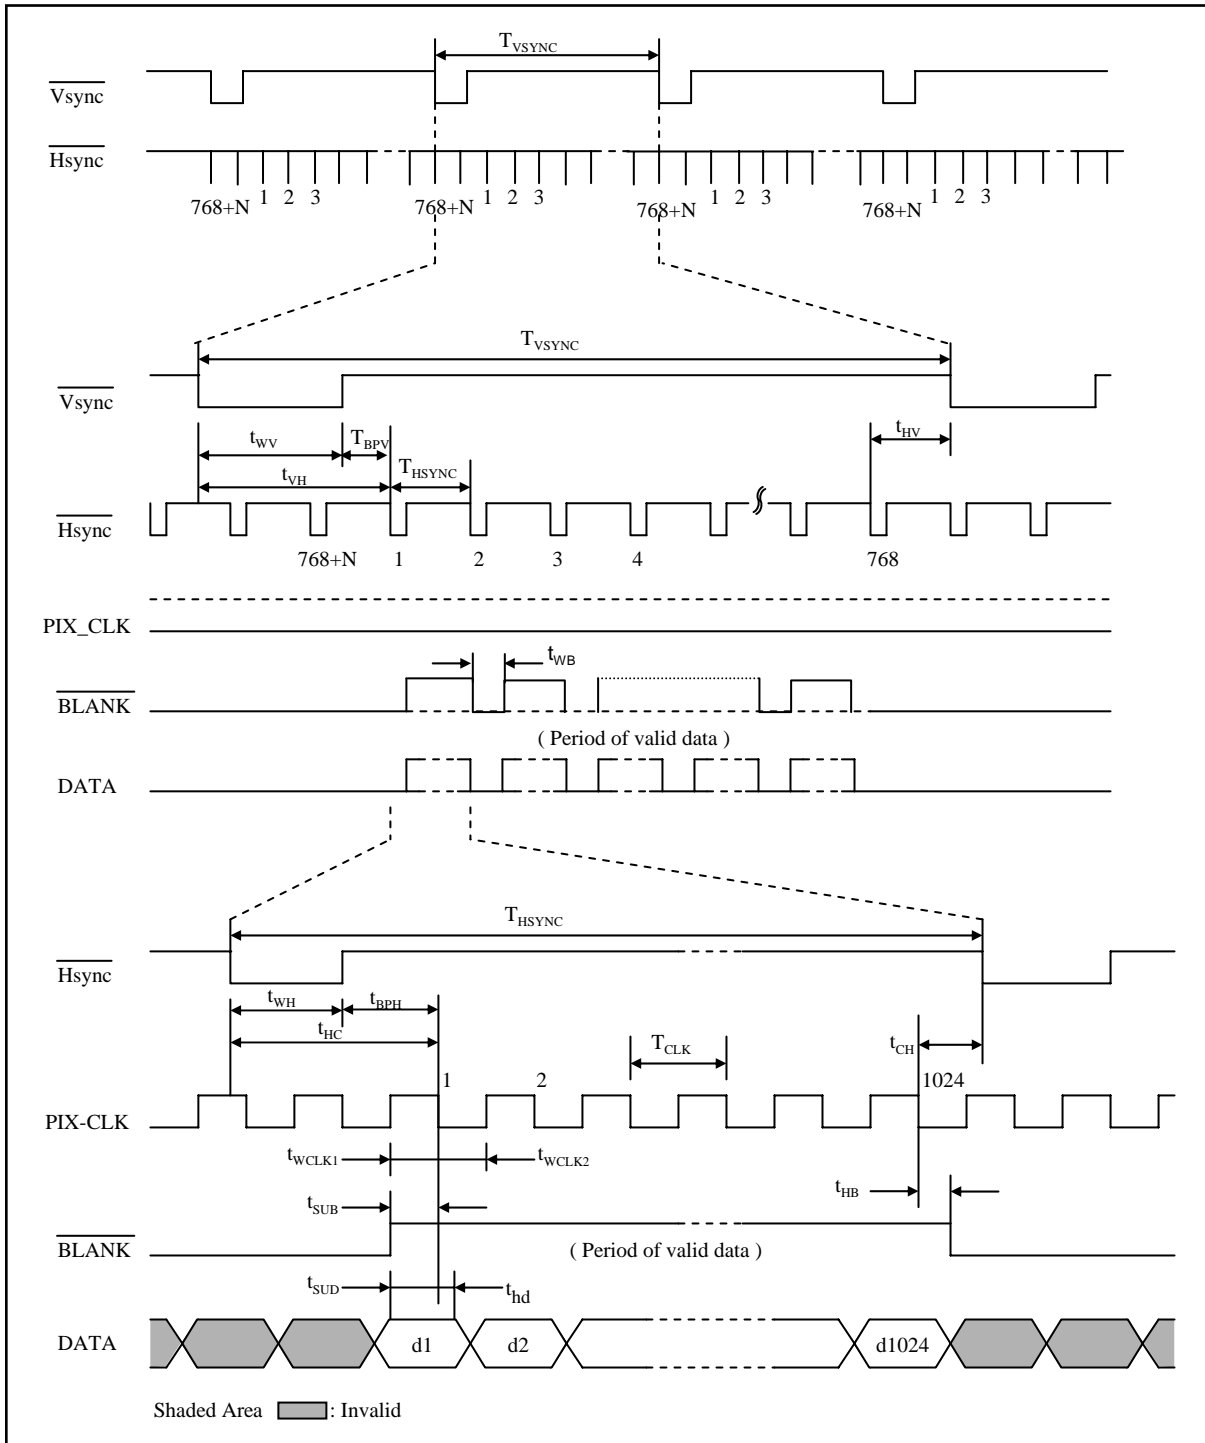 TVSYNC
Vsync
Hsync
768+N 1 2 3 768+N 1 2 3 768+N 1 2 3 768+N 1 2 3
TVSYNC
Vsync
tWV TBPV tHV
tVH THSYNC
Hsync
768+N 1 2 3 4 768
PIX_CLK
tWB
BLANK
( Period of valid data )
DATA
THSYNC
Hsync
tWH tBPH
tHC TCLK tCH
1 2 1024
PIX-CLK
tWCLK1 tWCLK2
tHB
tSUB
BLANK ( Period of valid data )
tSUD thd
DATA d1 d2 d1024
Shaded Area : Invalid